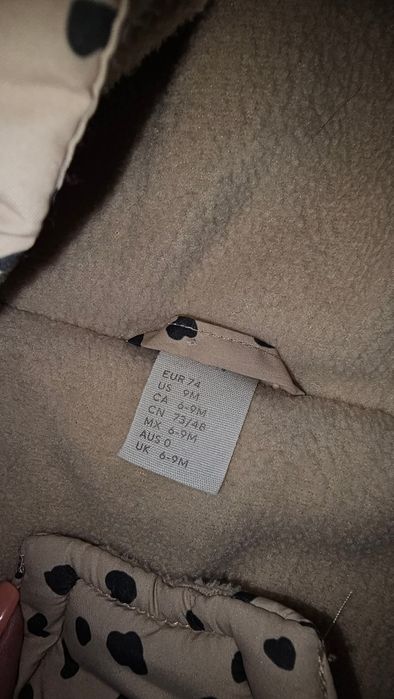 EUR 74
US 9M
CA 6-9M
CN 73/48
MX 6-9M
AUS 0
UK 6-9M